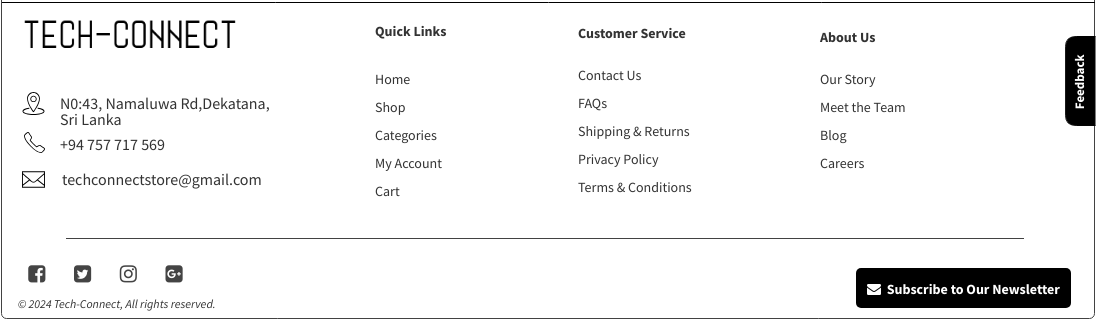 TECH-CONNECT
N0:43, Namaluwa Rd,Dekatana,
Sri Lanka
+94 757 717 569
techconnectstore@gmail.com
Quick Links
Home
Shop
Categories
My Account
Cart
Customer Service
Contact Us
FAQs
Shipping & Returns
Privacy Policy
Terms & Conditions
About Us
Our Story
Meet the Team
Blog
Careers
Feedback
G+
© 2024 Tech-Connect, All rights reserved.
Subscribe to Our Newsletter